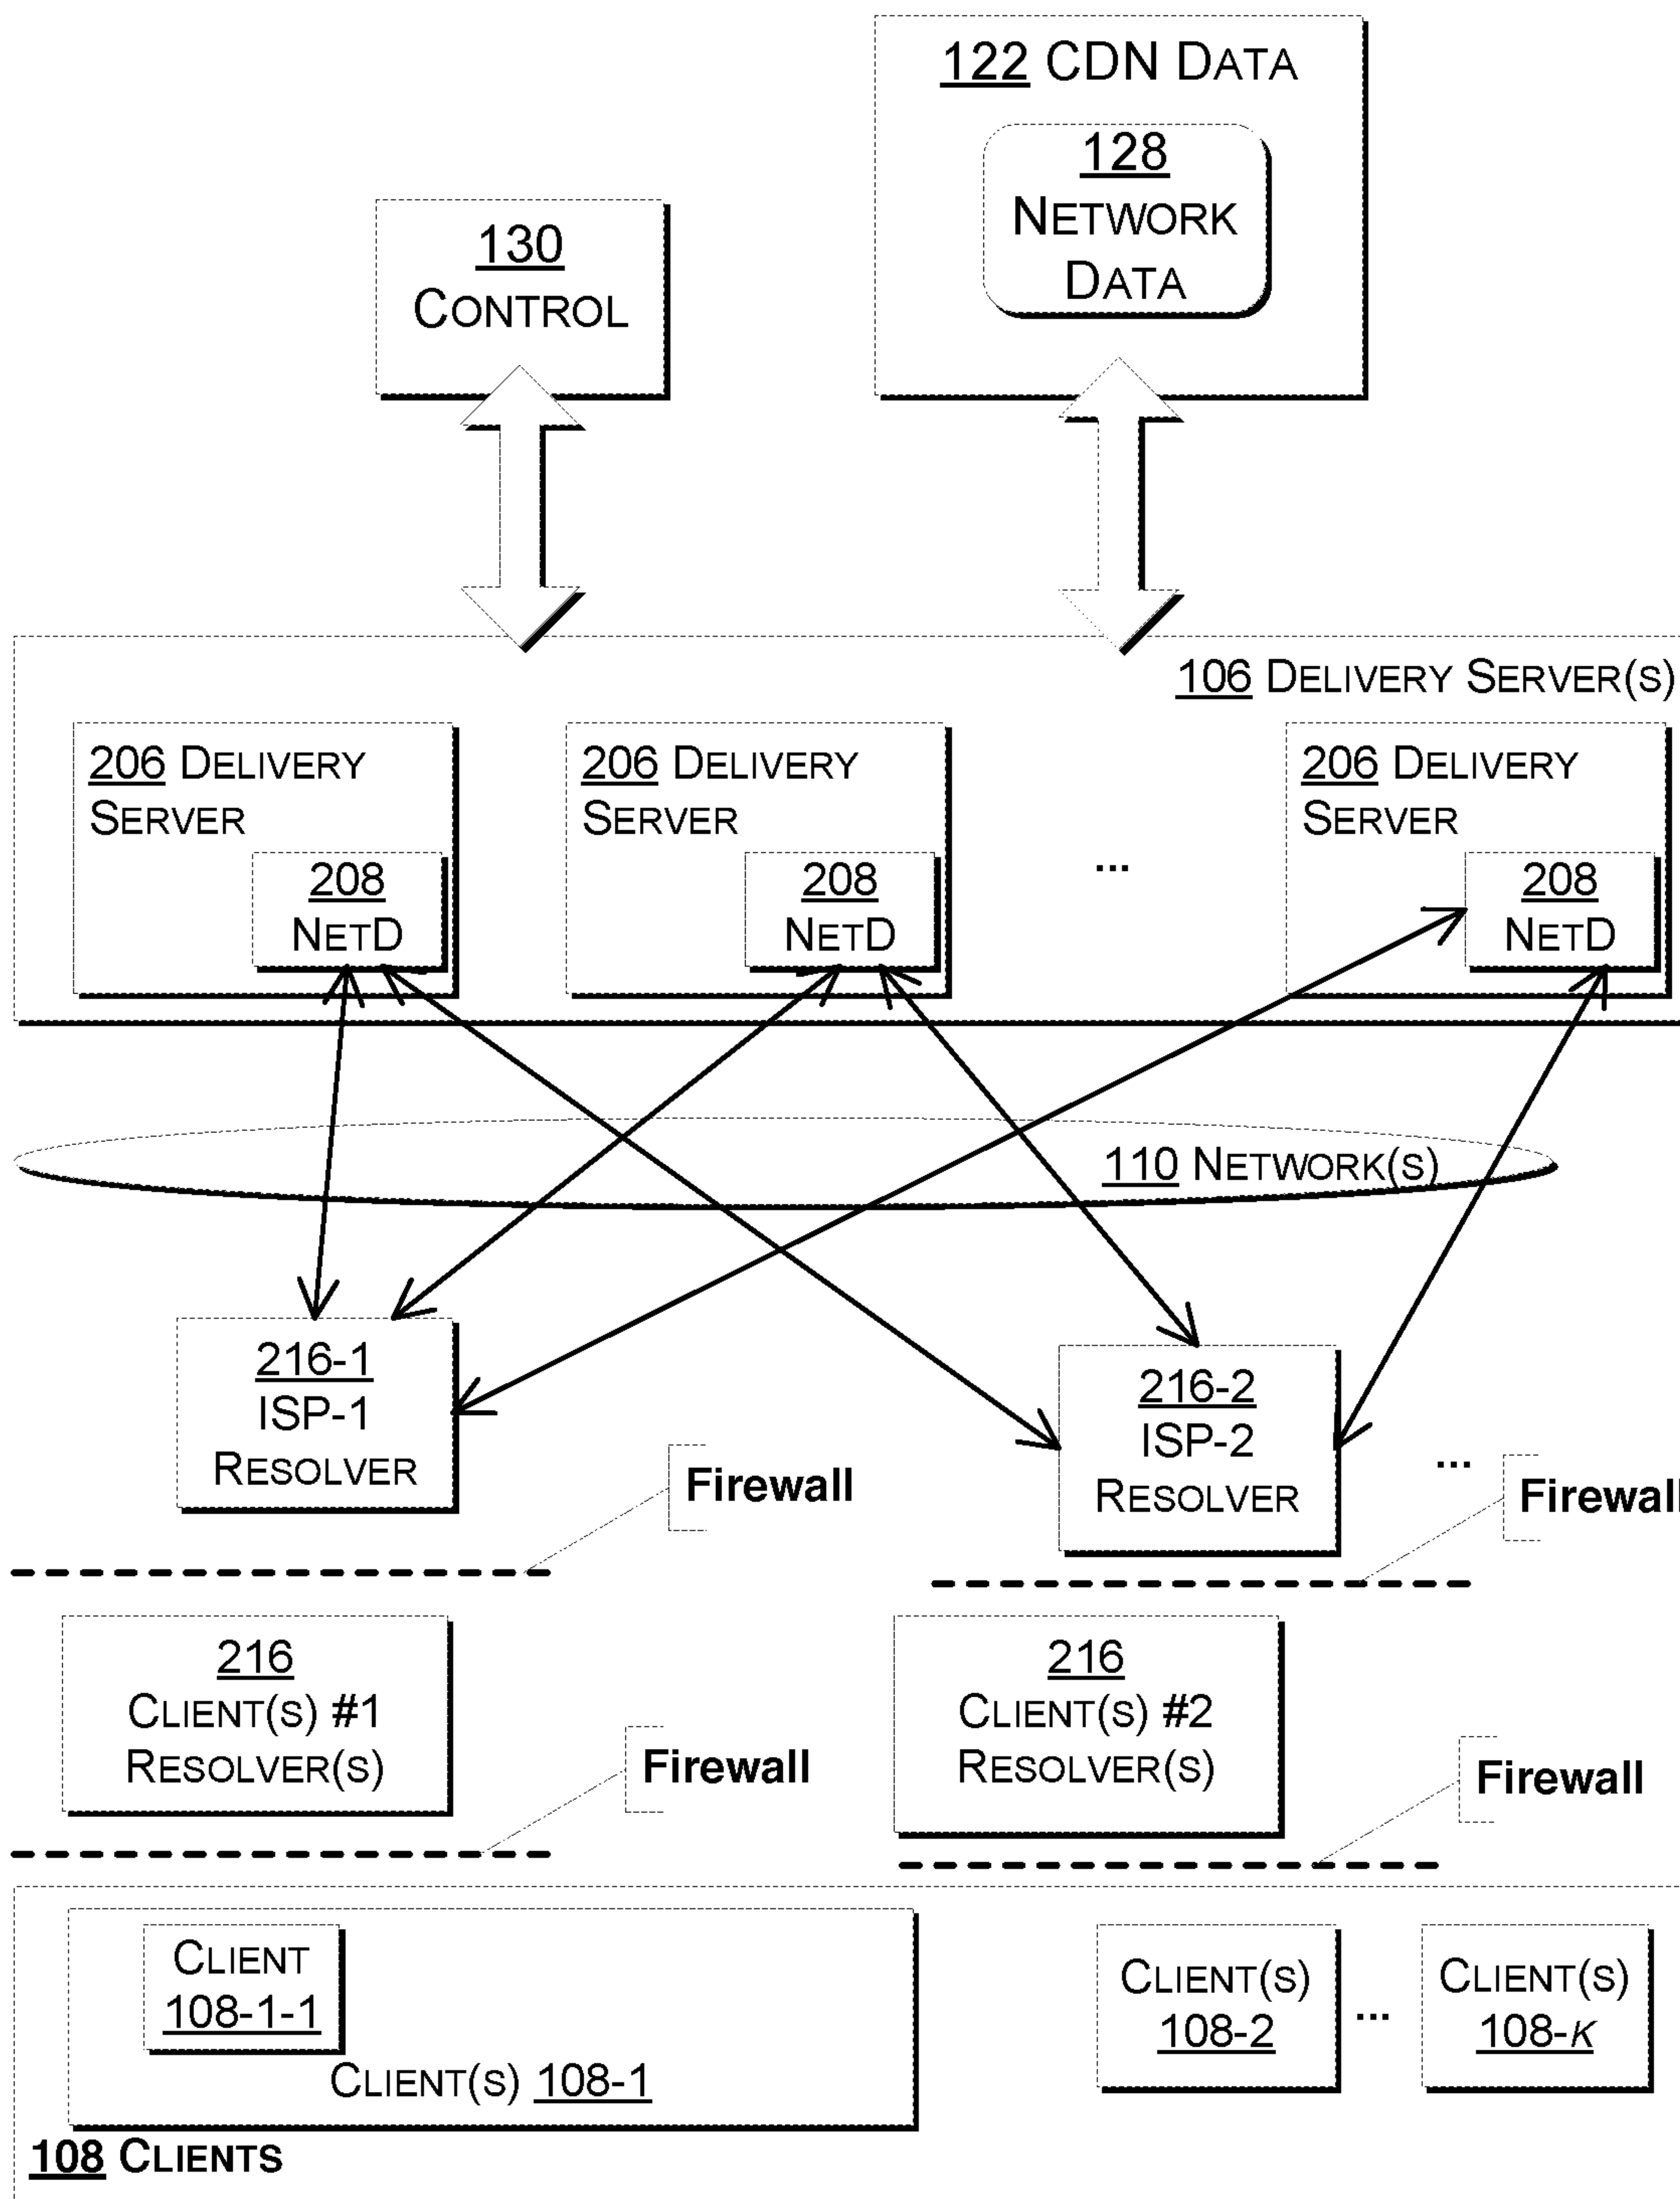 122 CDN DATA
128
NETWORK
DATA
130
CONTROL
106 DELIVERY SERVER(S)
206 DELIVERY
SERVER
208
NETD
206 DELIVERY
SERVER
208
NETD
...
206 DELIVERY
SERVER
208
NETD
110 NETWORK(S)
216-1
ISP-1
RESOLVER
Firewall
216-2
ISP-2
RESOLVER
...
Firewall
216
CLIENT(S) #1
RESOLVER(S)
Firewall
216
CLIENT(S) #2
RESOLVER(S)
Firewall
CLIENT
108-1-1
CLIENT(S) 108-1
CLIENT(S)
108-2
...
CLIENT(S)
108-K
108 CLIENTS